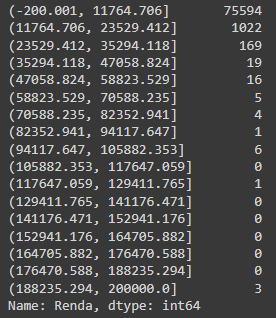 (-200.001, 11764.706] 75594
(11764.706, 23529.412] 1022
(23529.412, 35294.118] 169
(35294.118, 47058.824] 19
(47058.824, 58823.529] 16
(58823.529, 70588.235] 5
(70588.235, 82352.941] 4
(82352.941, 94117.647] 1
(94117.647, 105882.353] 6
(105882.353, 117647.059] 0
(117647.059, 129411.765] 1
(129411.765, 141176.471] 0
(141176.471, 152941.176] 0
(152941.176, 164705.882] 0
(164705.882, 176470.588] 0
(176470.588, 188235.294] 0
(188235.294, 200000.0] 3
Name: Renda, dtype: int64